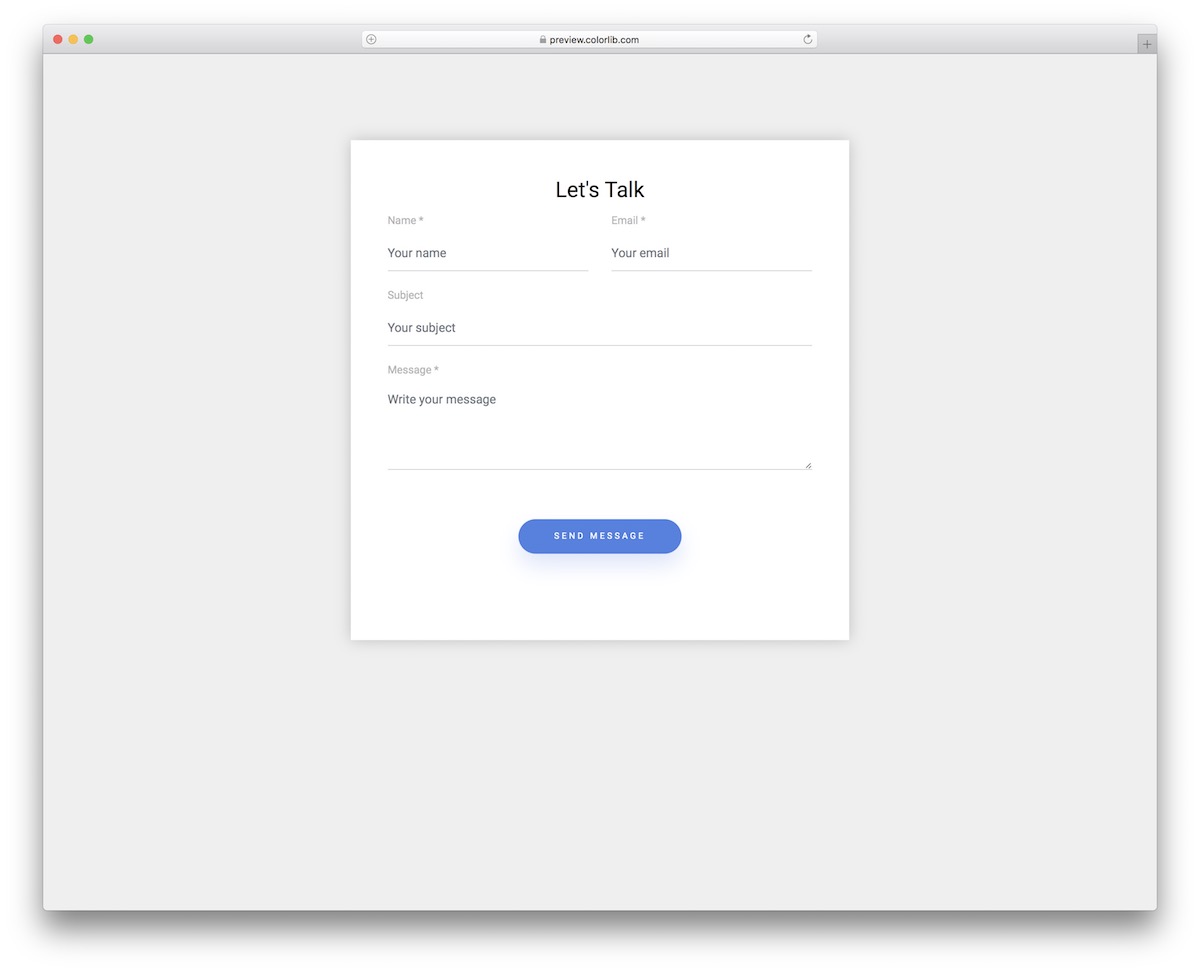 preview.colorlib.com
Let's Talk
Name * Email *
Your name Your email
Subject
Your subject
Message *
Write your message
SEND MESSAGE